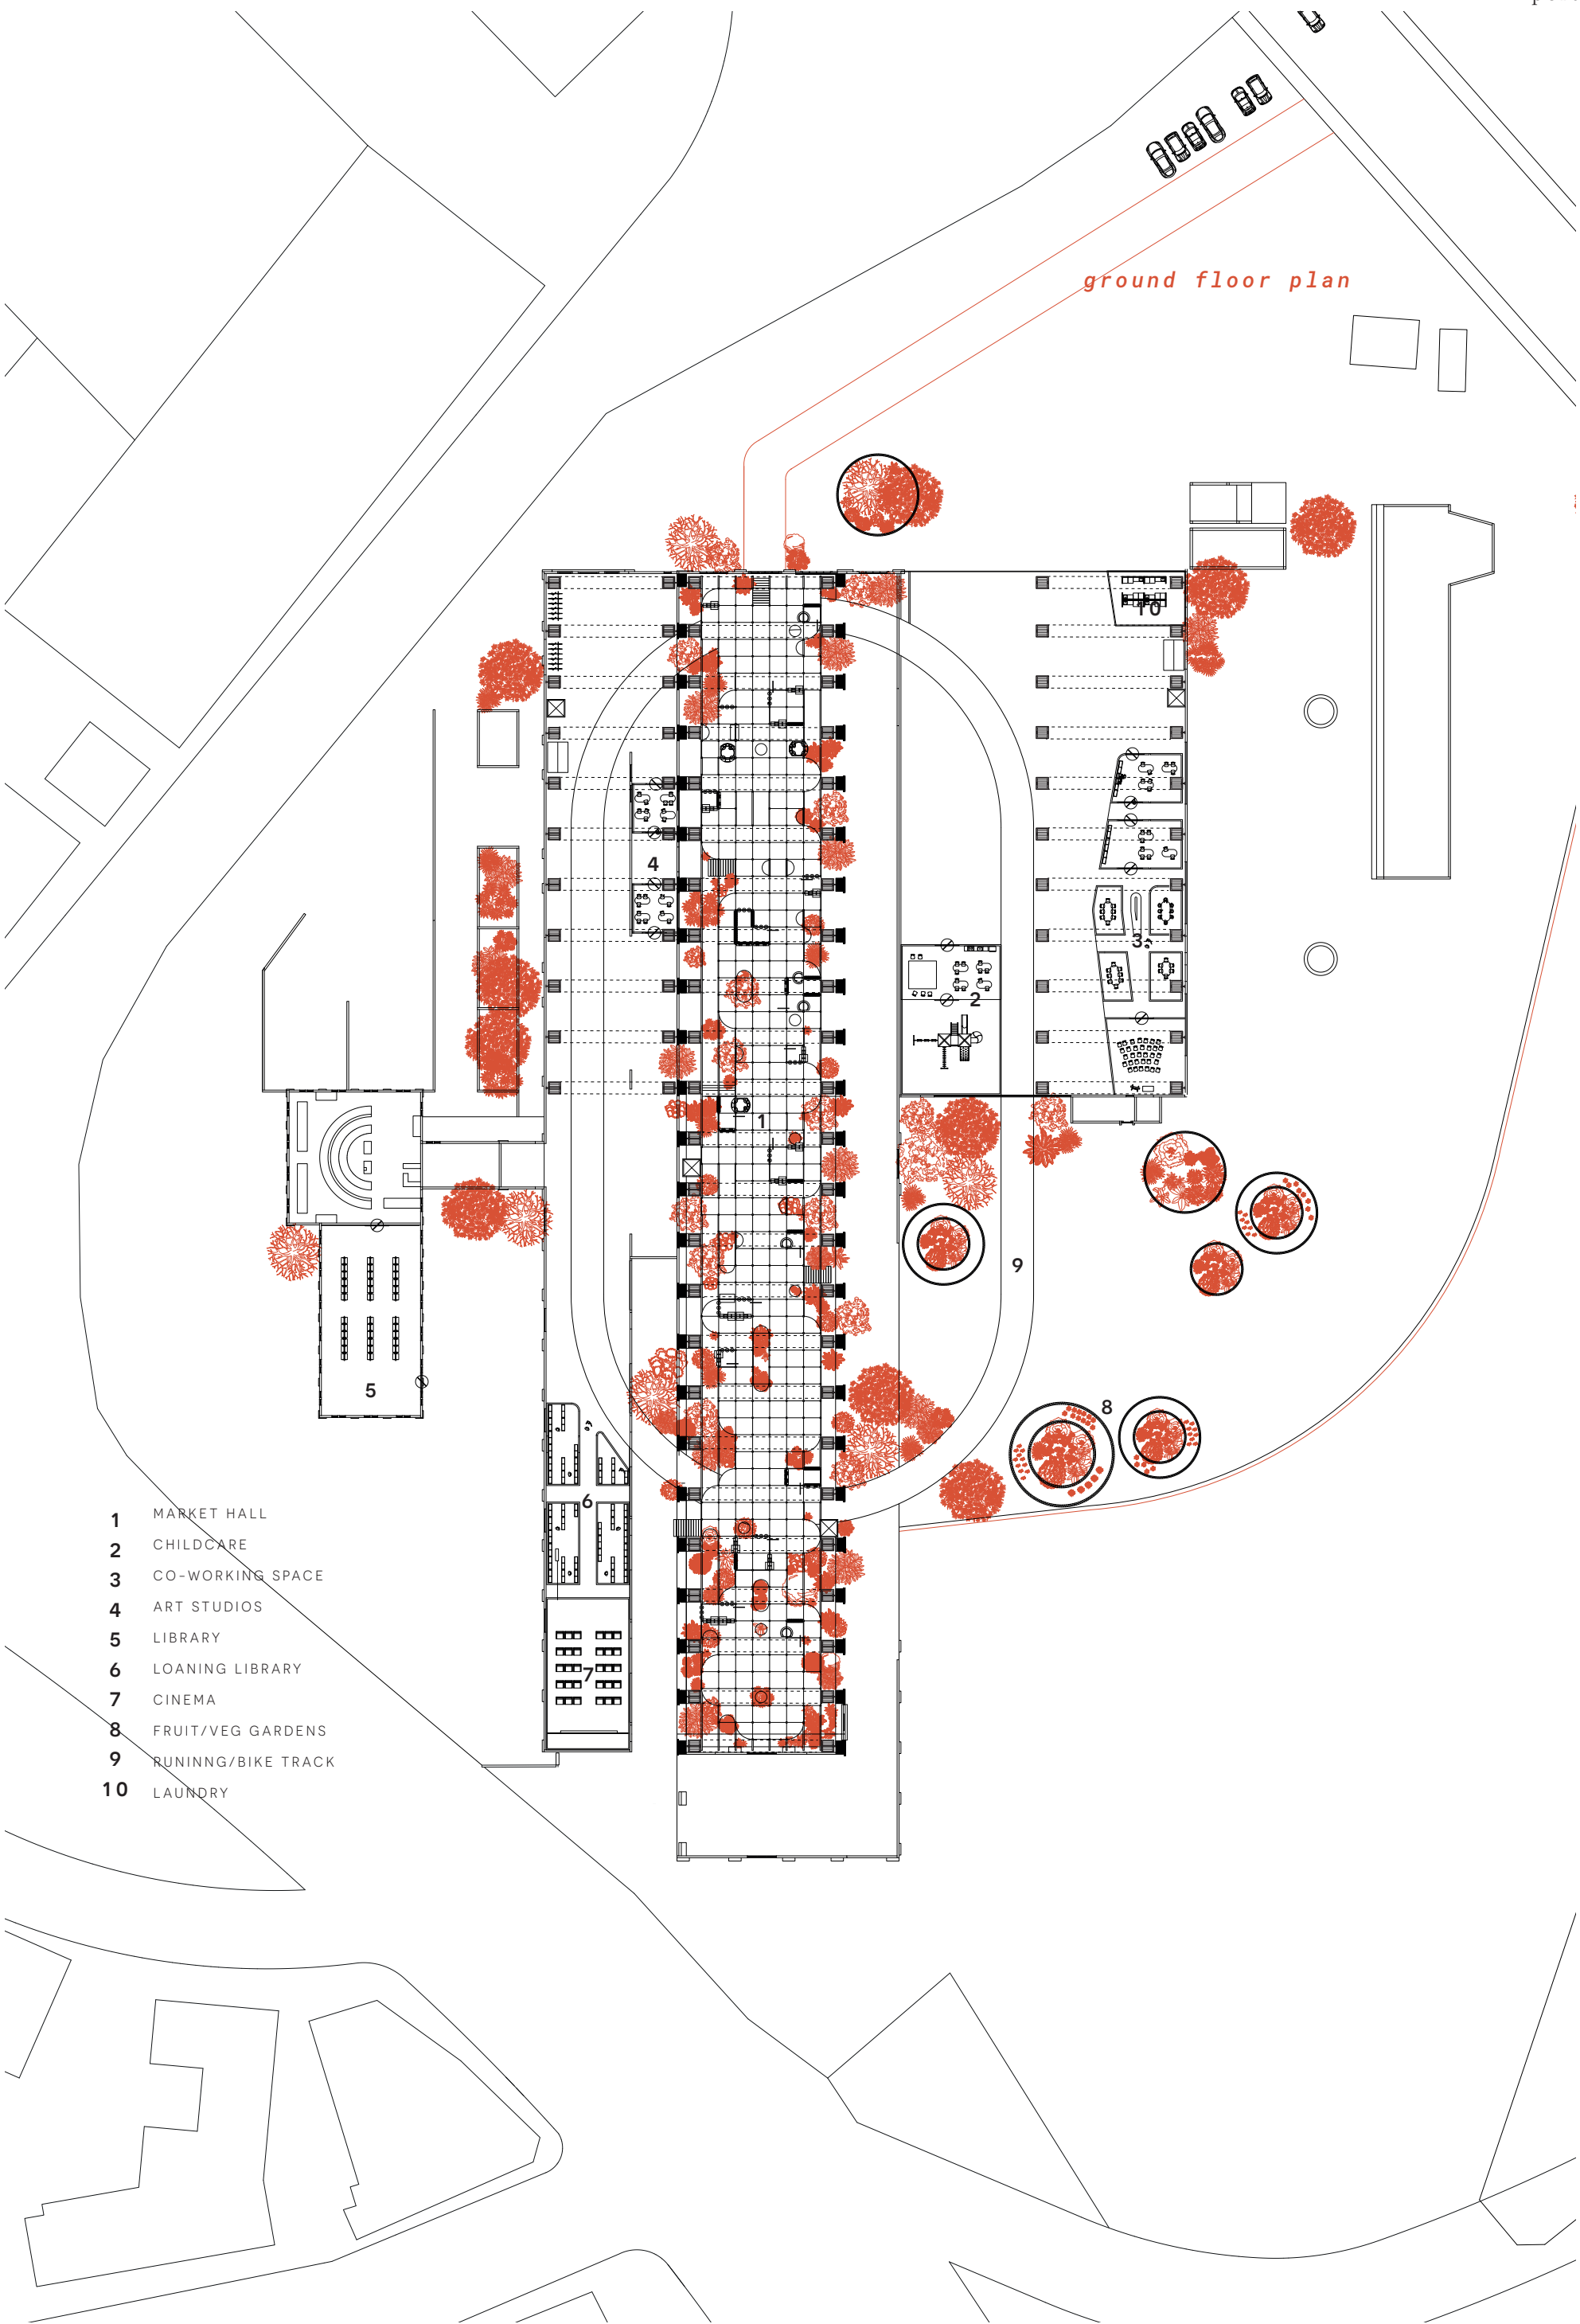 ground floor plan
10
4
3
2
1
9
5
8
6
7
1 MARKET HALL
2 CHILDCARE
3 CO-WORKING SPACE
4 ART STUDIOS
5 LIBRARY
6 LOANING LIBRARY
7 CINEMA
8 FRUIT/VEG GARDENS
9 RUNINNG/BIKE TRACK
10 LAUNDRY